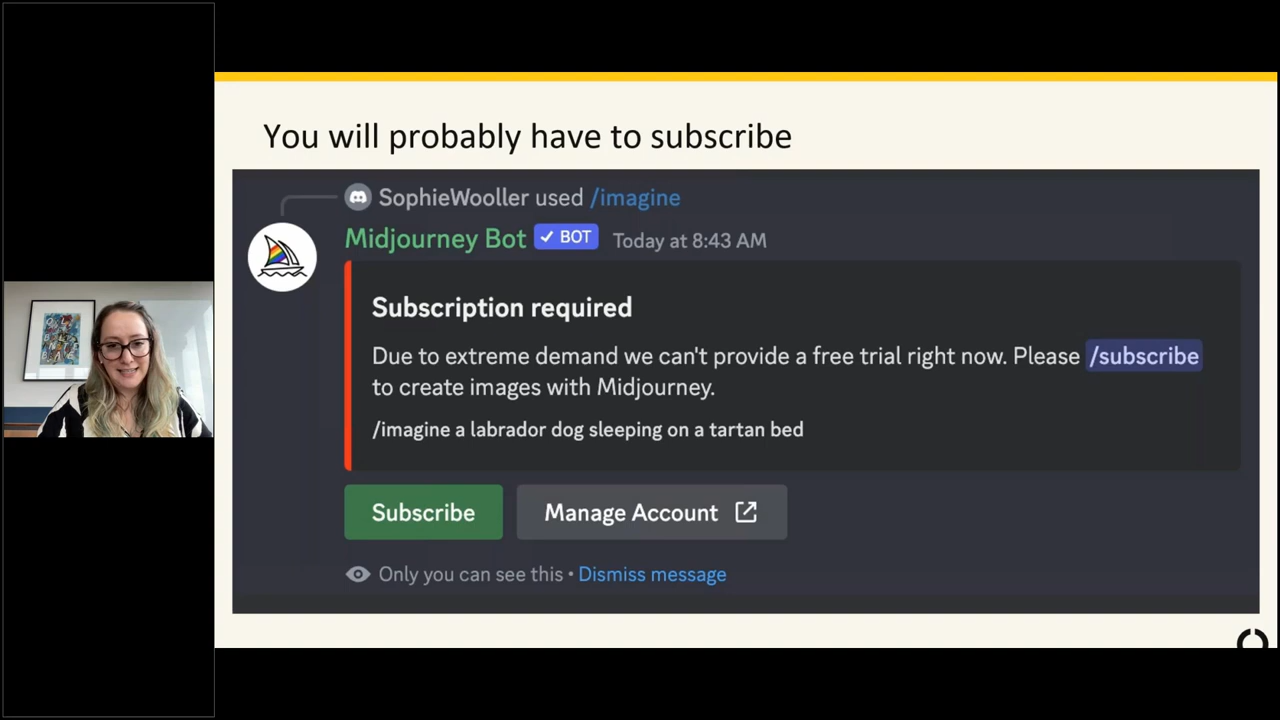 You will probably have to subscribe
SophieWooller used /imagine
Midjourney Bot ✓ BOT Today at 8:43 AM
Subscription required
Due to extreme demand we can't provide a free trial right now. Please /subscribe
to create images with Midjourney.
/imagine a labrador dog sleeping on a tartan bed
Subscribe Manage Account
Only you can see this • Dismiss message